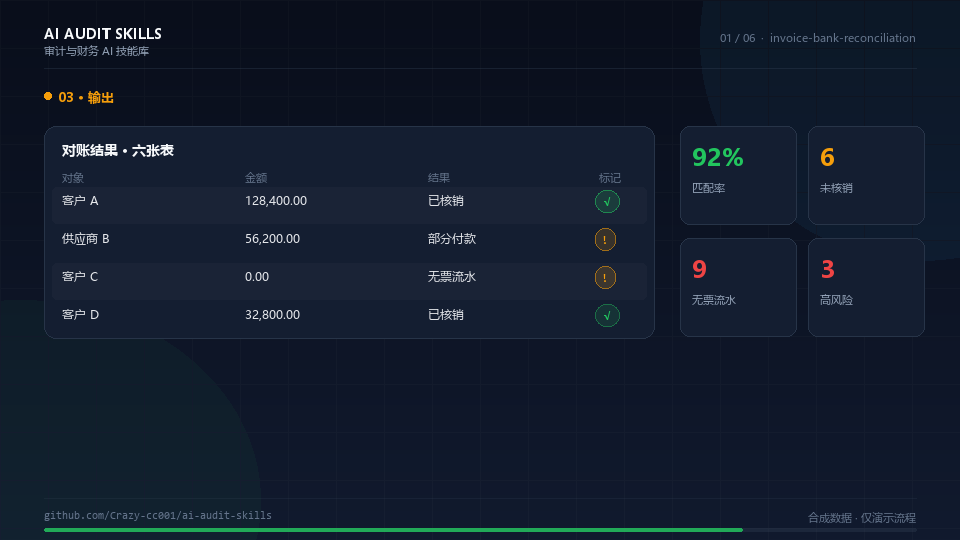 AI AUDIT SKILLS
审计与财务 AI 技能库
01 / 06 · invoice-bank-reconciliation
03 • 输出
对账结果 • 六张表
对象 金额 结果 标记
客户 A 128,400.00 已核销 √
供应商 B 56,200.00 部分付款 !
客户 C 0.00 无票流水 !
客户 D 32,800.00 已核销 √
92%
匹配率
6
未核销
9
无票流水
3
高风险
github.com/Crazy-cc001/ai-audit-skills
合成数据 · 仅演示流程